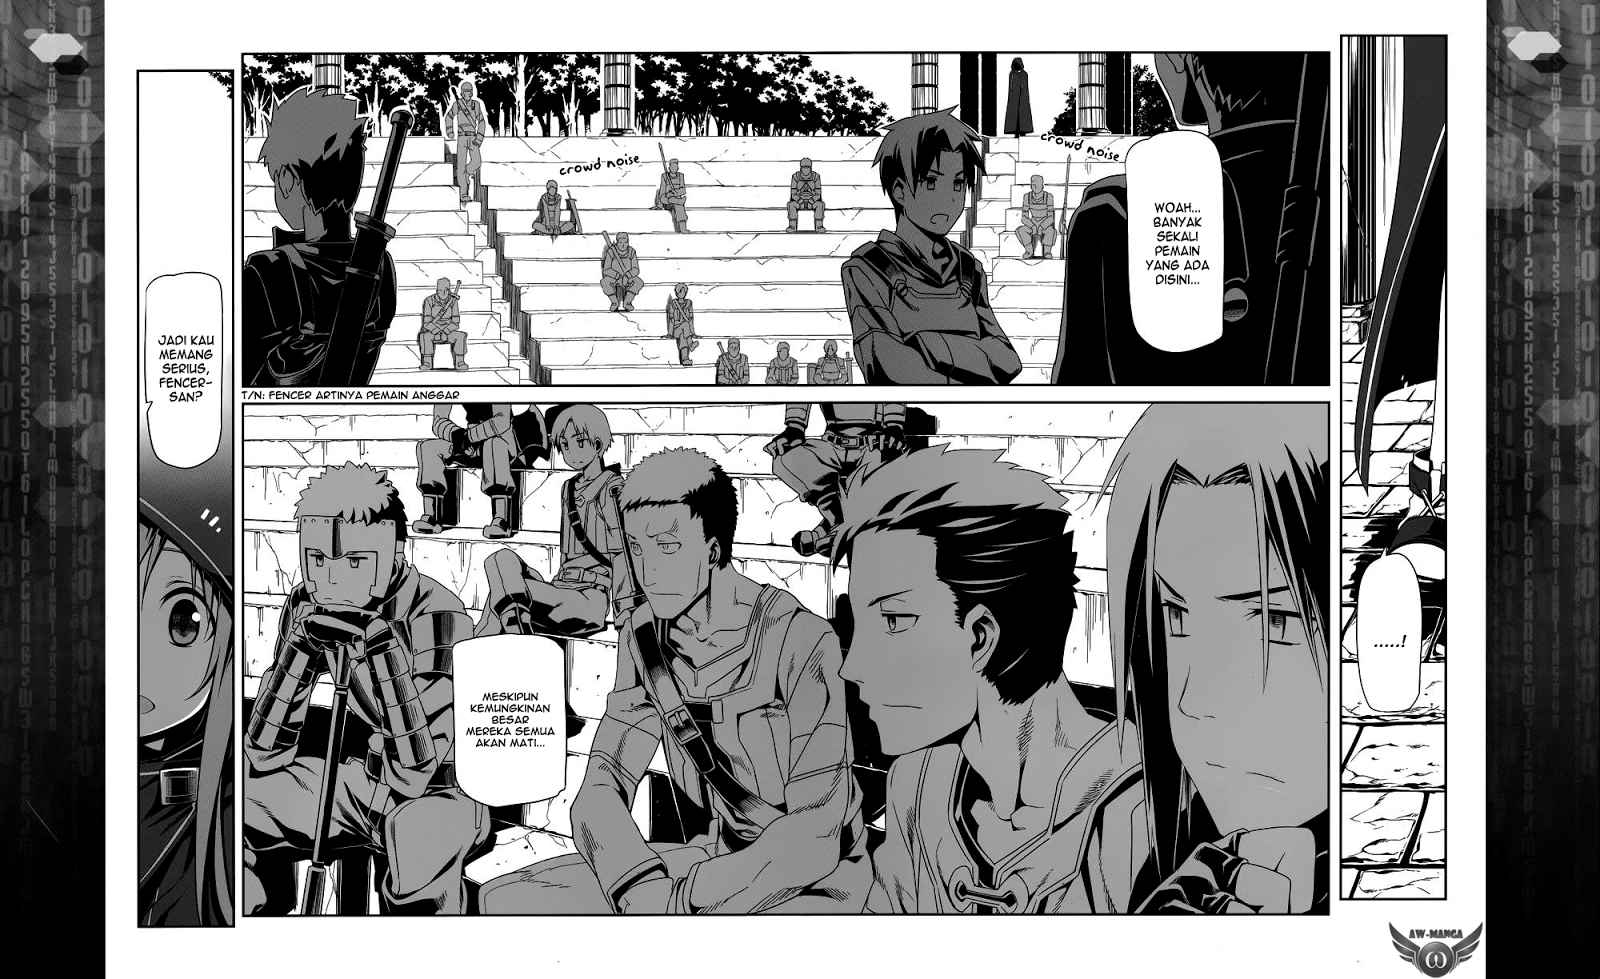 .....!
WOAH...
BANYAK
SEKALI
PEMAIN
YANG ADA
DISINI...
crowd noise
crowd noise
T/N: FENCER ARTINYA PEMAIN ANGGAR
MESKIPUN
KEMUNGKINAN
BESAR
MEREKA SEMUA
AKAN MATI...
JADI KAU
MEMANG
SERIUS,
FENCER-
SAN?
AW-MANGA